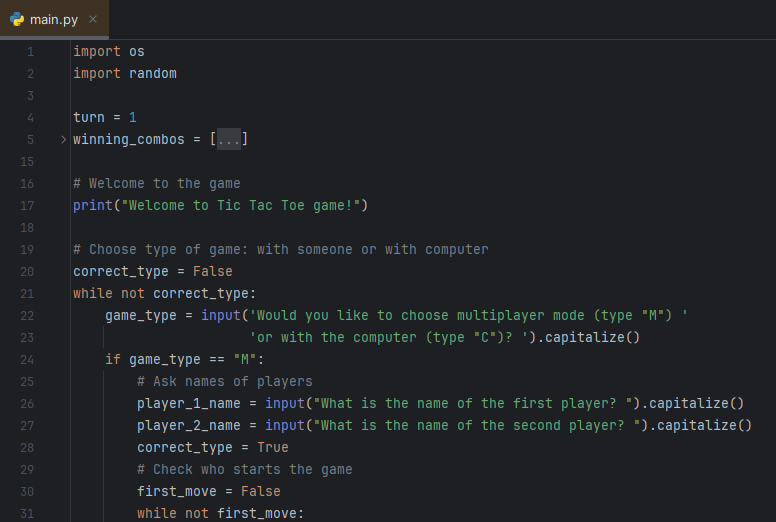 main.py
1 import os
2 import random
3
4 turn = 1
5 winning_combos = [...]
15
16 # Welcome to the game
17 print("Welcome to Tic Tac Toe game!")
18
19 # Choose type of game: with someone or with computer
20 correct_type = False
21 while not correct_type:
22     game_type = input('Would you like to choose multiplayer mode (type "M") '
23                       'or with the computer (type "C")? ').capitalize()
24     if game_type == "M":
25         # Ask names of players
26         player_1_name = input("What is the name of the first player? ").capitalize()
27         player_2_name = input("What is the name of the second player? ").capitalize()
28         correct_type = True
29         # Check who starts the game
30         first_move = False
31         while not first_move: